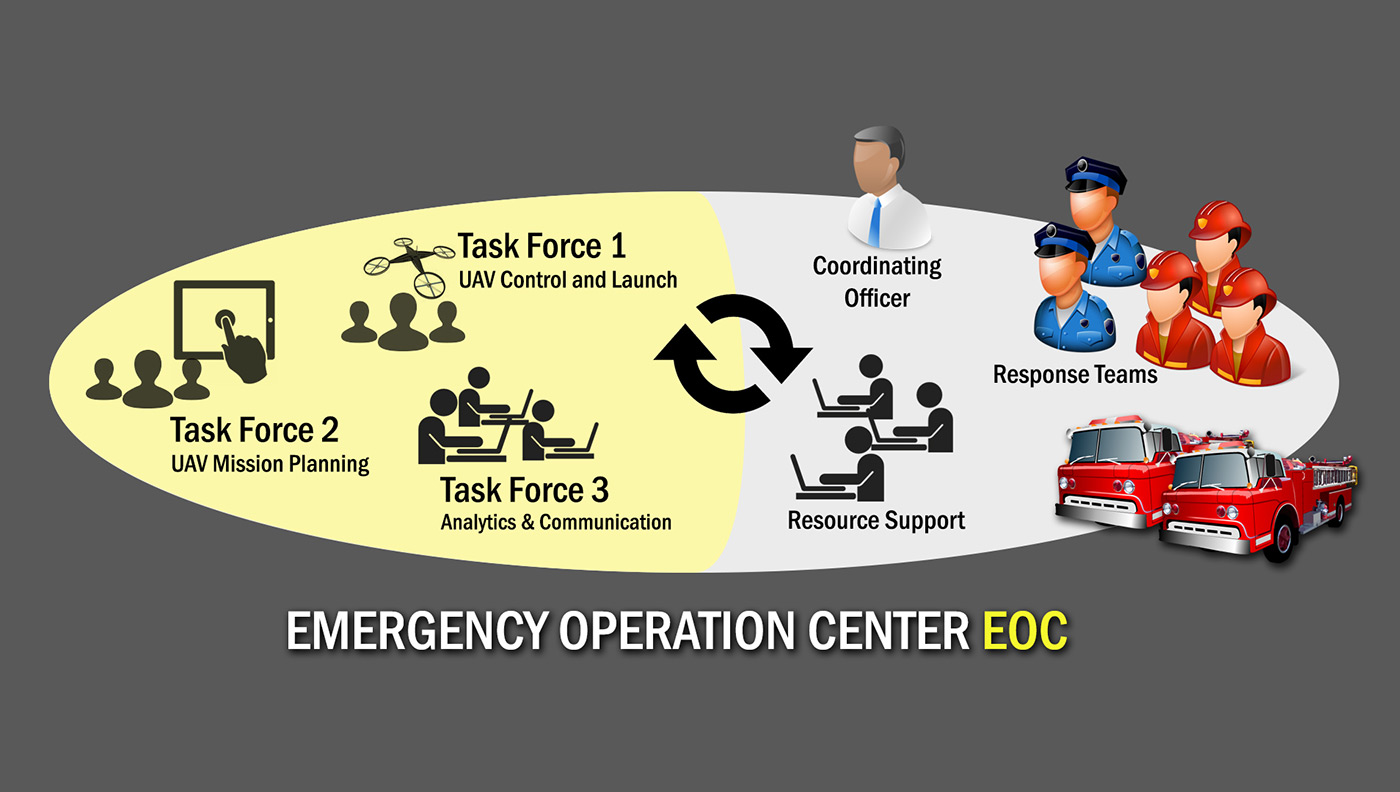 Task Force 1
UAV Control and Launch
Task Force 2
UAV Mission Planning
Task Force 3
Analytics & Communication
Coordinating
Officer
Response Teams
Resource Support
EMERGENCY OPERATION CENTER EOC